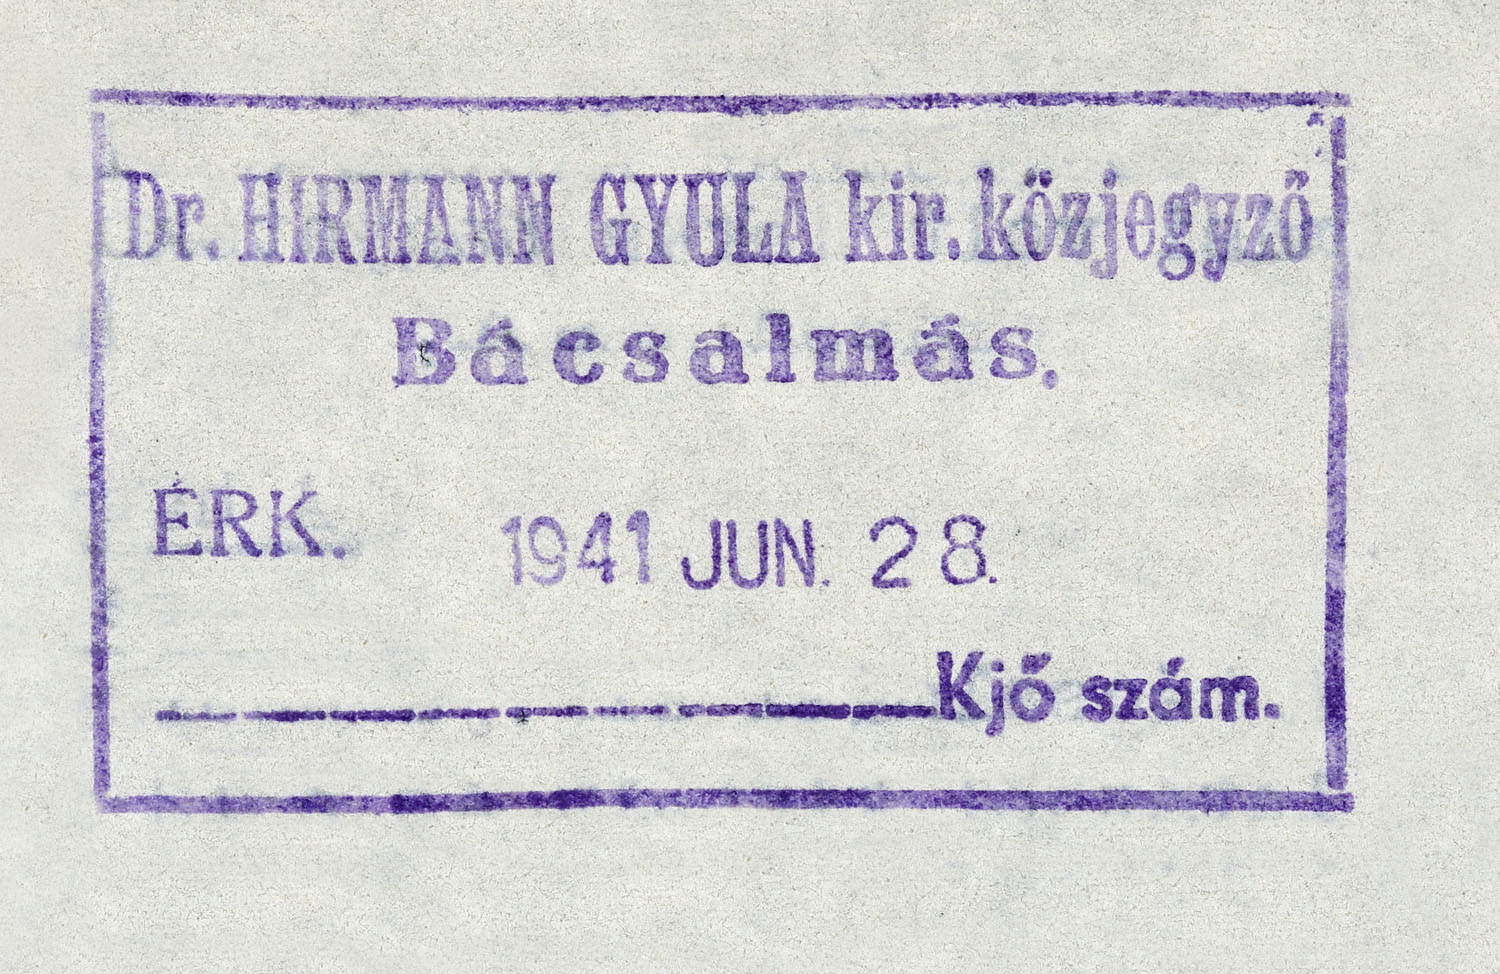 Dr. HIRMANN GYULA kir. közjegyző
Bácsalmás.
ÉRK. 1941 JUN. 28.
Kjő szám.